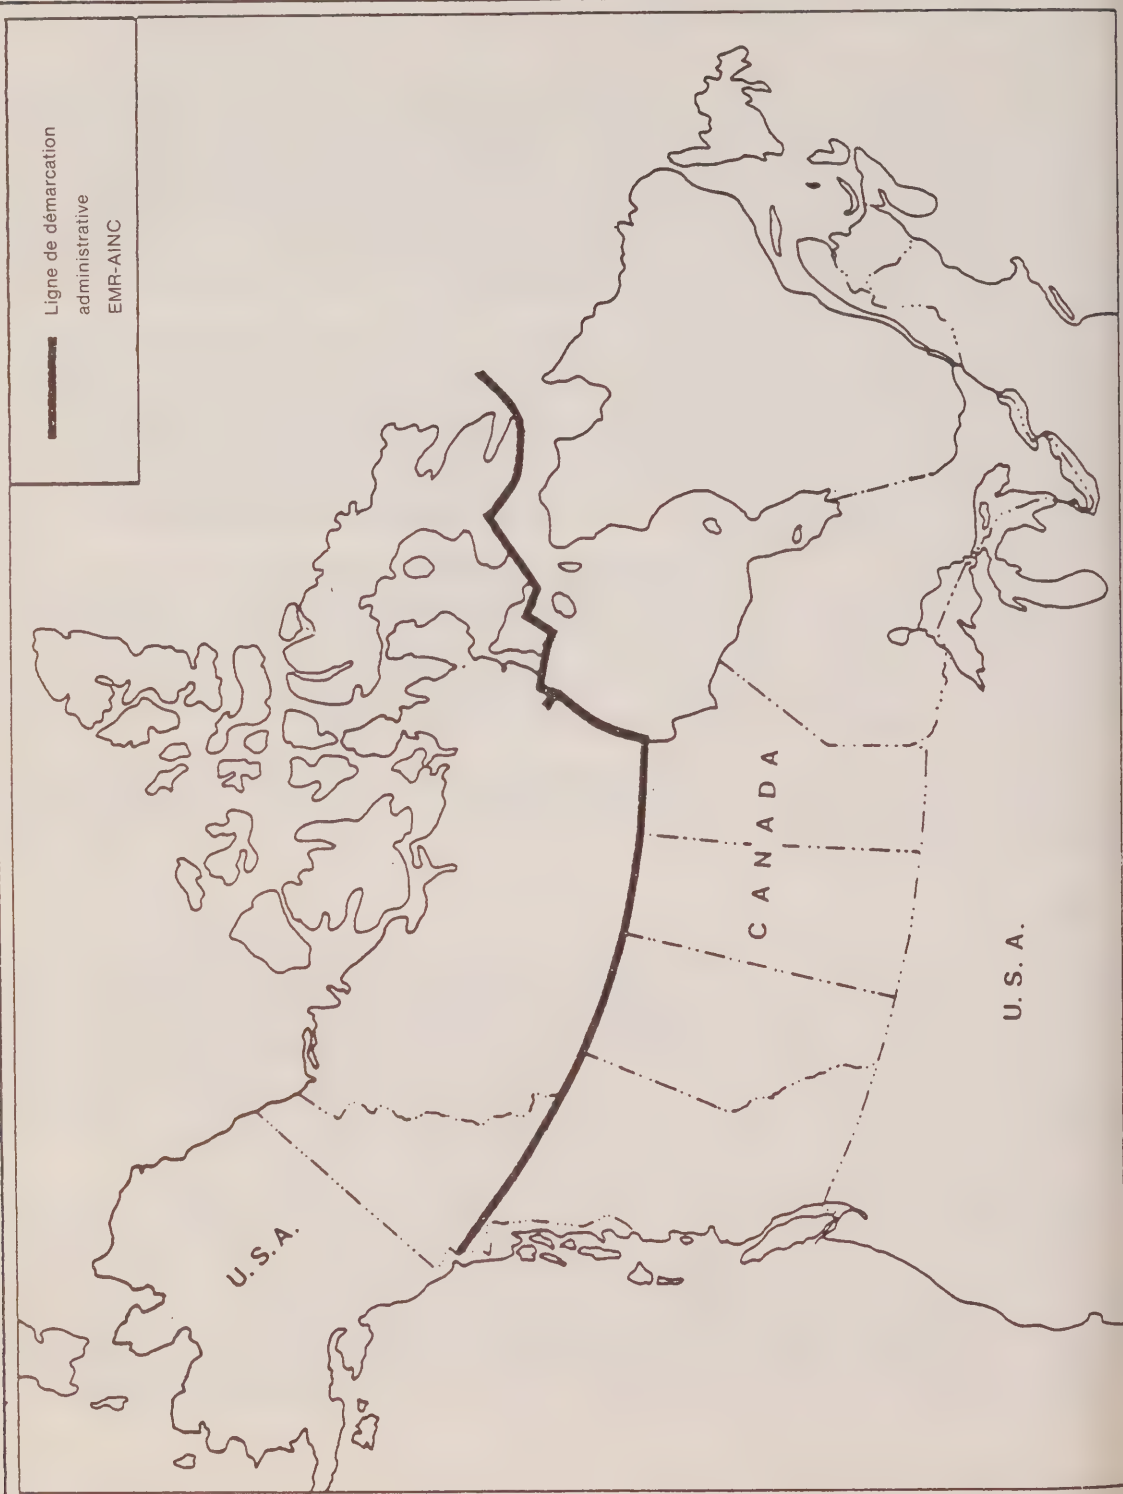 Ligne de démarcation
administrative
EMR-AINC
U.S.A.
CANADA
U.S.A.